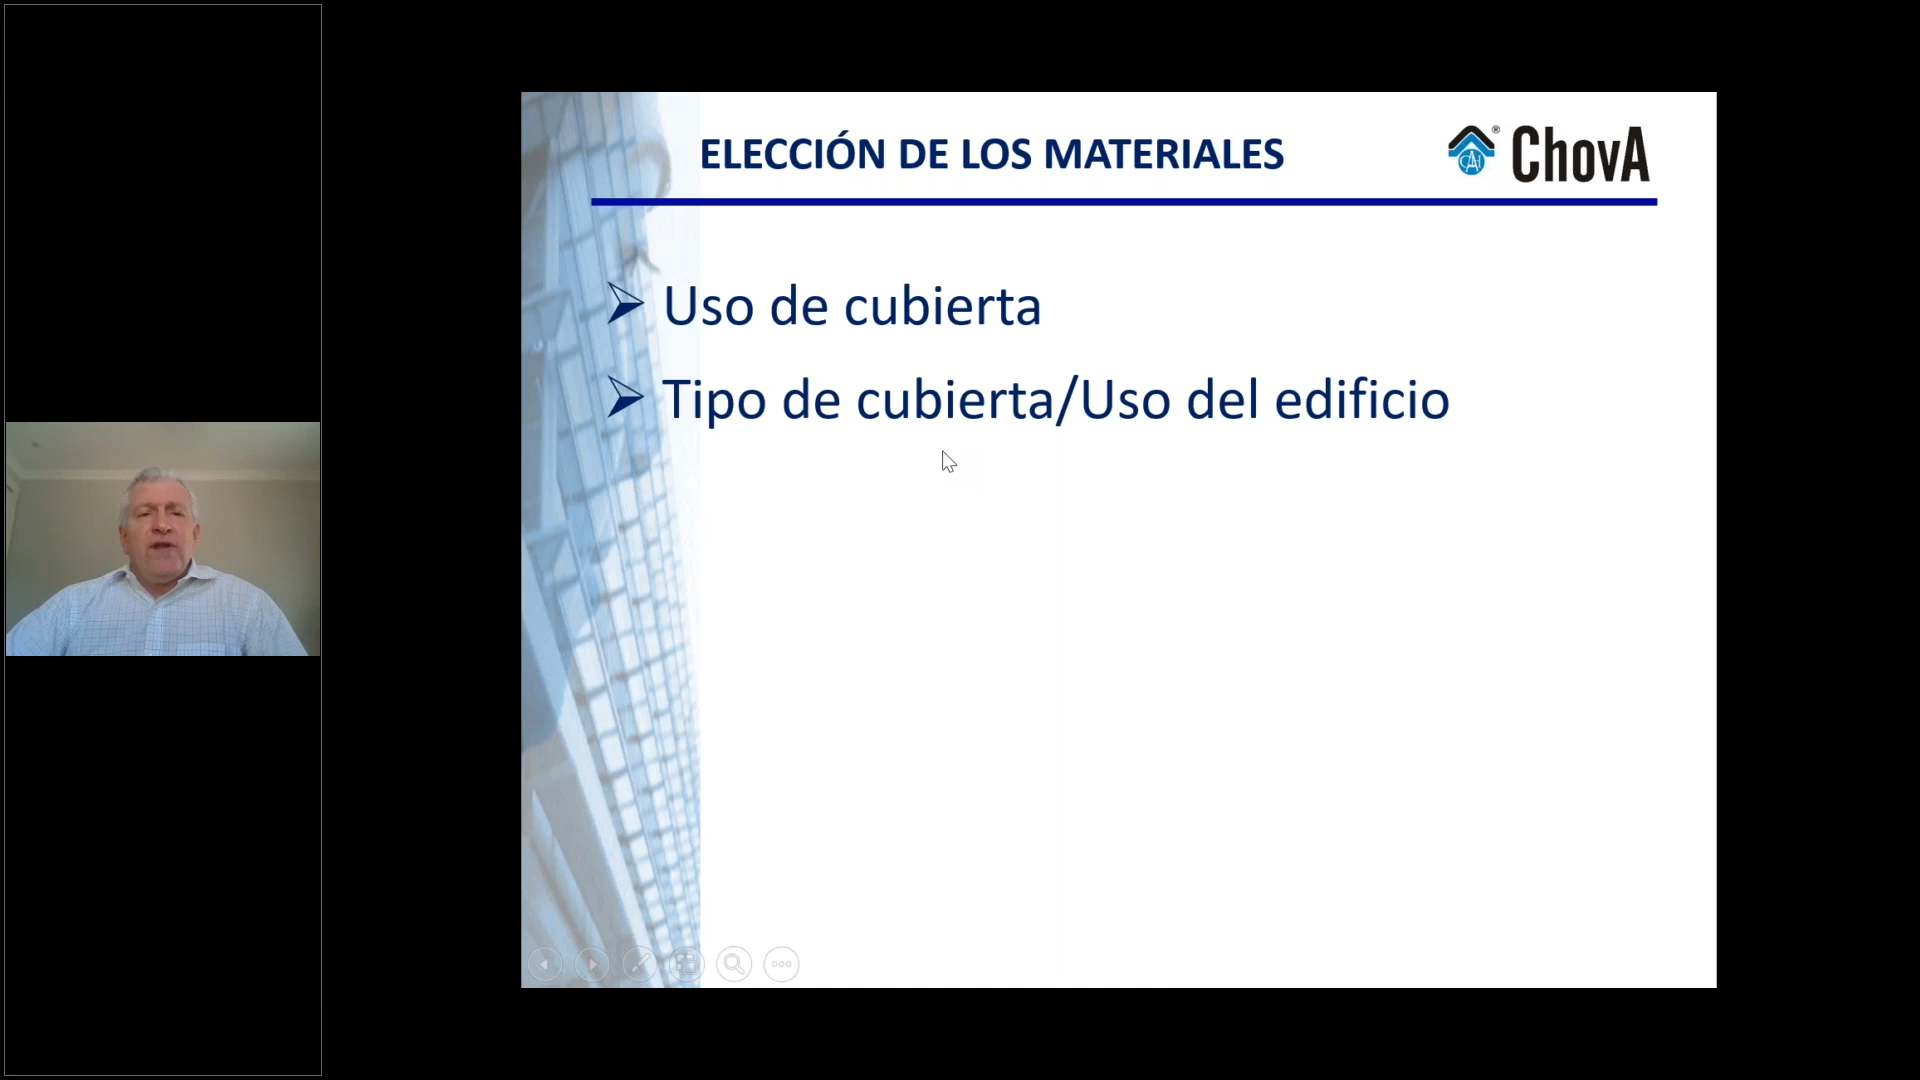 ELECCIÓN DE LOS MATERIALES
® ChovA
Uso de cubierta
Tipo de cubierta/Uso del edificio